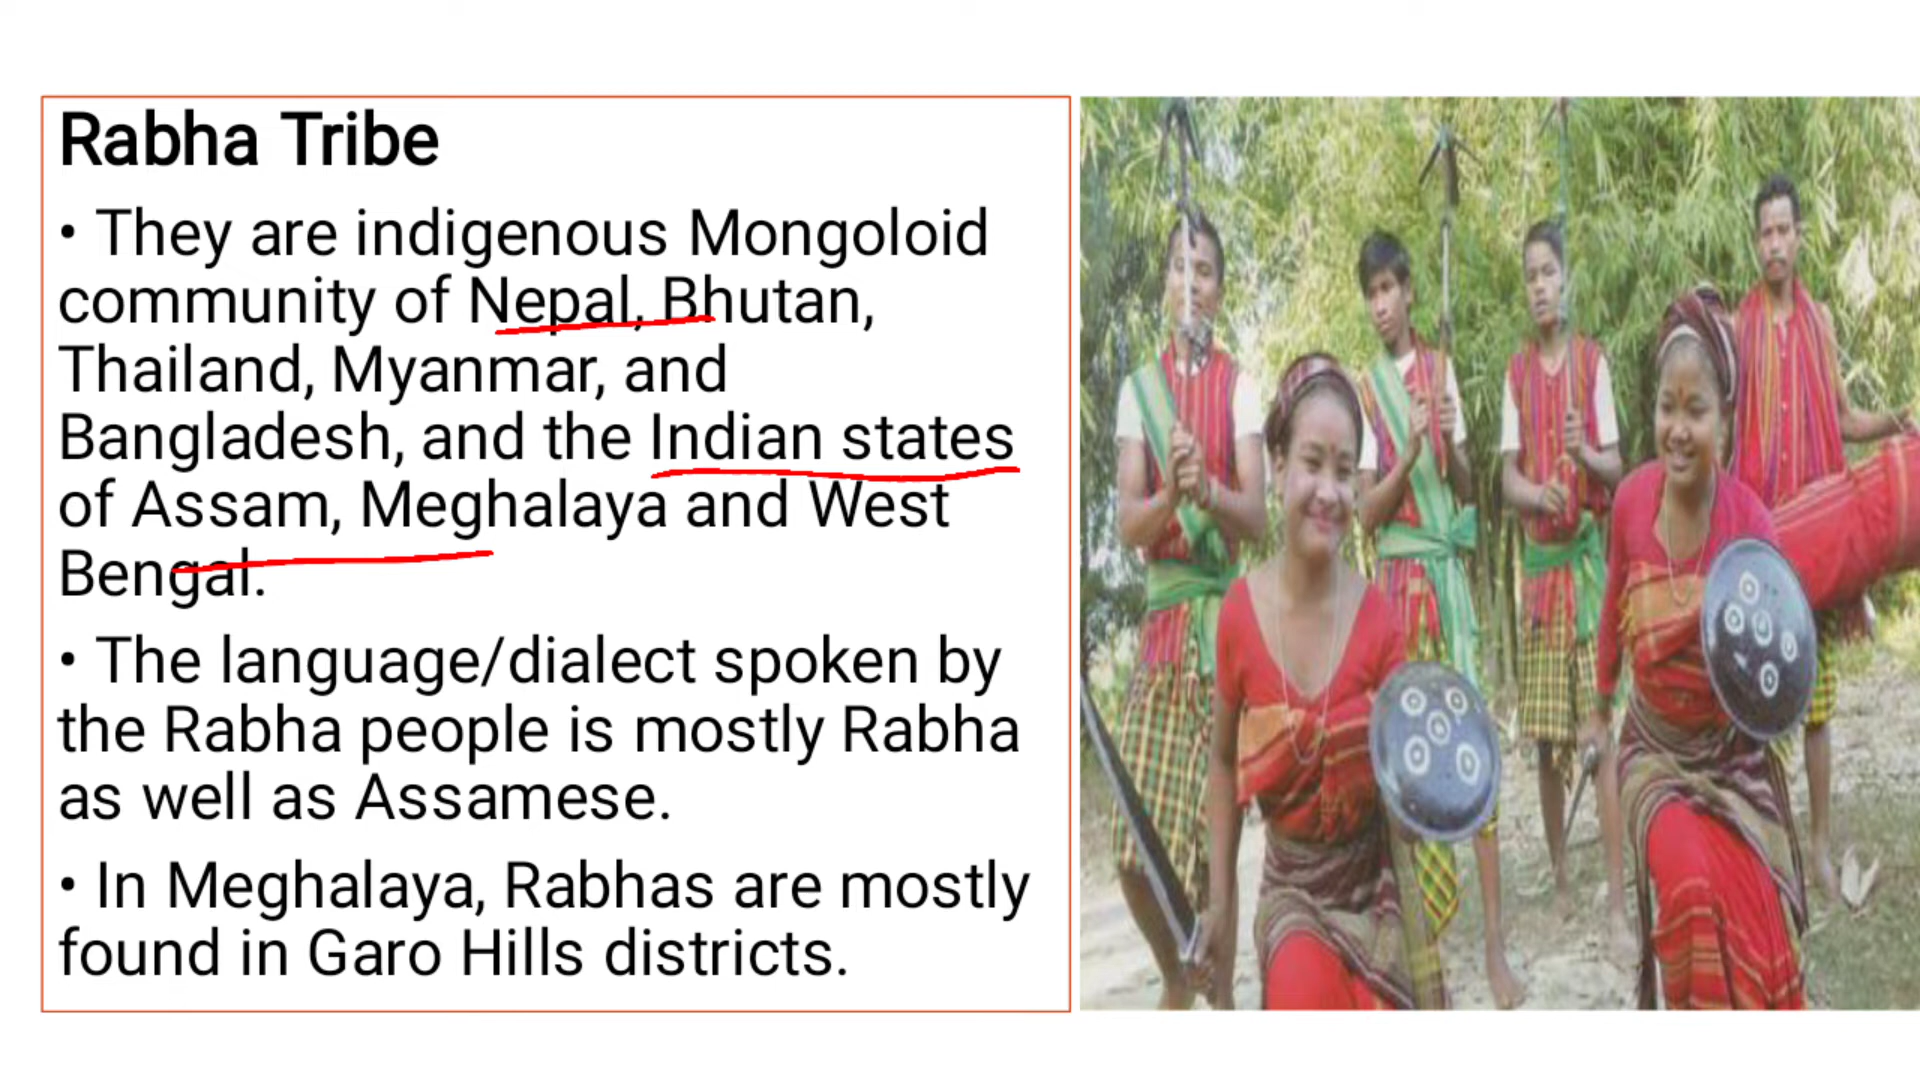 Rabha Tribe
• They are indigenous Mongoloid
community of Nepal, Bhutan,
Thailand, Myanmar, and
Bangladesh, and the Indian states
of Assam, Meghalaya and West
Bengal.
• The language/dialect spoken by
the Rabha people is mostly Rabha
as well as Assamese.
• In Meghalaya, Rabhas are mostly
found in Garo Hills districts.